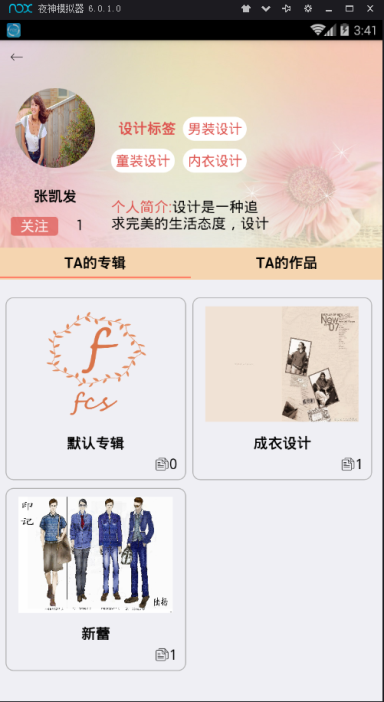 nox 夜神模拟器 6.0.1.0
3:41
设计标签 男装设计
童装设计 内衣设计
张凯发
个人简介:设计是一种追
求完美的生活态度，设计
关注 1
TA的专辑 TA的作品
f
fcs
默认专辑
0
New
07
成衣设计
1
印记
新蕾
1